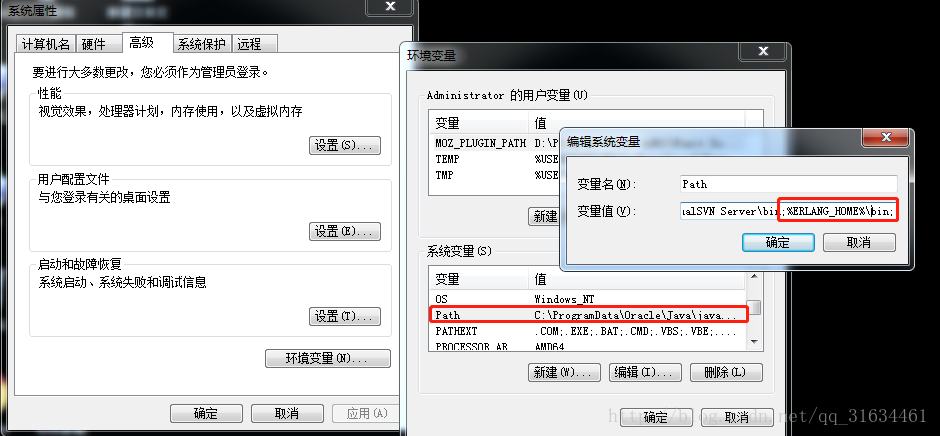 系统属性
计算机名 硬件 高级 系统保护 远程
要进行大多数更改，您必须作为管理员登录。
性能
视觉效果，处理器计划，内存使用，以及虚拟内存
设置(S)...
用户配置文件
与您登录有关的桌面设置
设置(E)...
启动和故障恢复
系统启动、系统失败和调试信息
设置(T)...
环境变量(N)...
确定 取消 应用(A)
环境变量
Administrator 的用户变量(U)
变量 值
MOZ_PLUGIN_PATH D:\P
TEMP %USE
TMP %USE
新建
系统变量(S)
变量 值
OS Windows_NT
Path C:\ProgramData\Oracle\Java\java...
PATHEXT .COM;.EXE;.BAT;.CMD;.VBS;.VBE;....
PROCESSOR_AR AMD64
新建(W)... 编辑(I)... 删除(L)
确定 取消
编辑系统变量
变量名(N): Path
变量值(V): ualSVN Server\bin;%ERLANG_HOME%\bin;
确定 取消
http://blog.csdn.net/qq_31634461